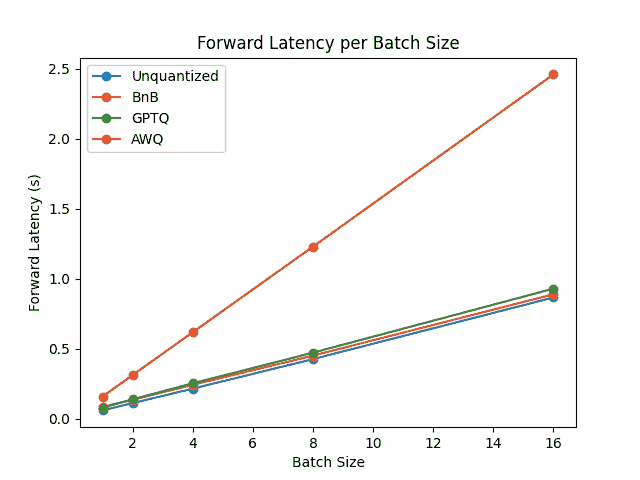 Forward Latency per Batch Size
Unquantized
BnB
GPTQ
AWQ
Forward Latency (s)
2.5
2.0
1.5
1.0
0.5
0.0
2 4 6 8 10 12 14 16
Batch Size